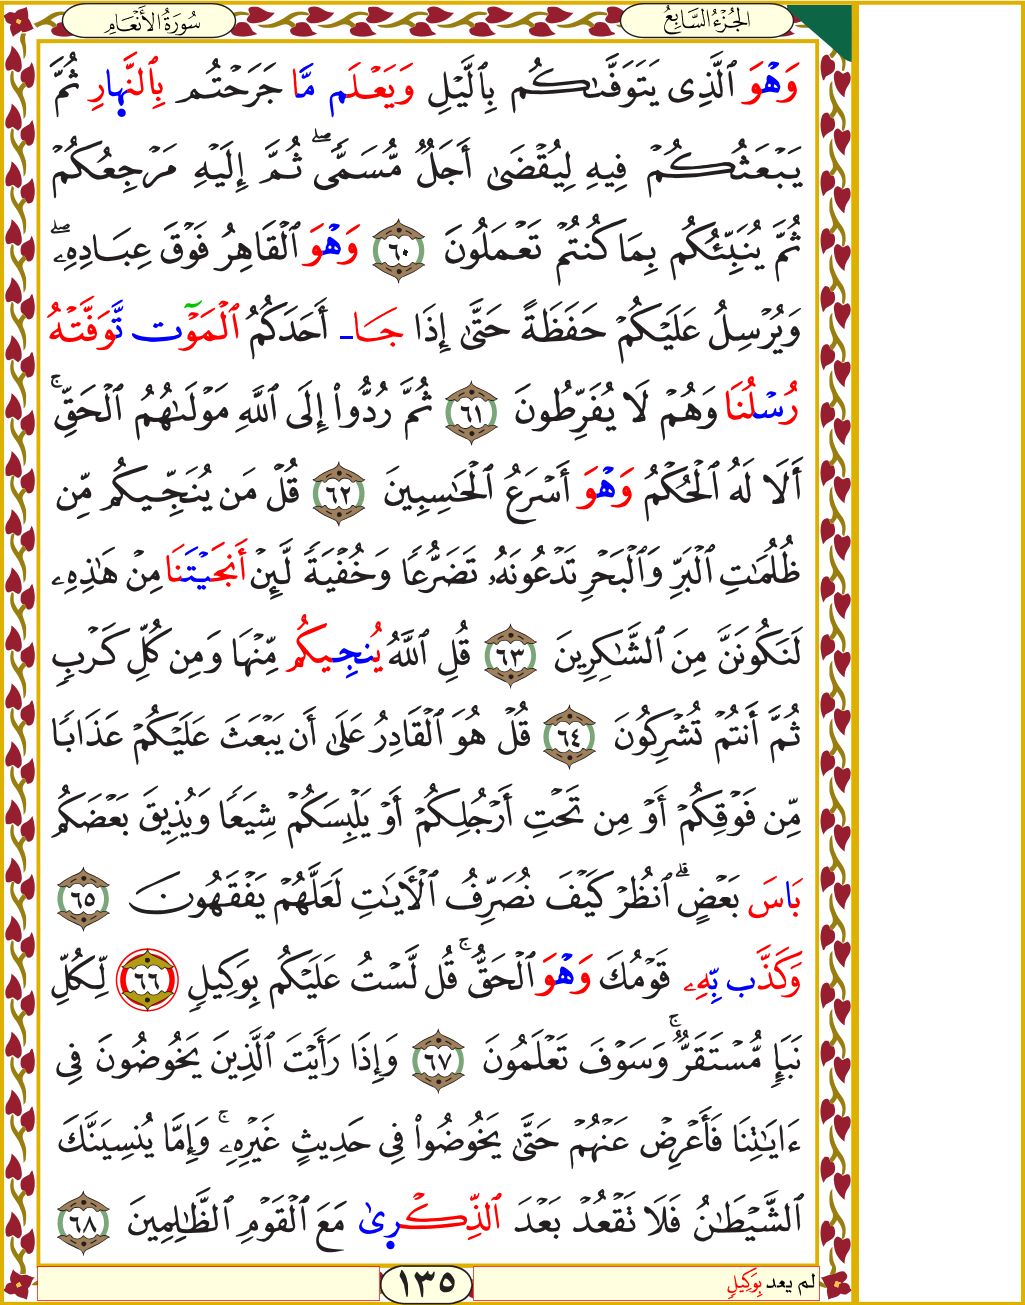 الجُزْءُ السَّابِعُ
سُورَةُ الأَنْعَامِ
وَهْوَ ٱلَّذِى يَتَوَفَّىٰكُم بِٱلَّيْلِ وَيَعْلَم مَّا جَرَحْتُم بِٱلنَّهِارِ ثُمَّ
يَبْعَثُكُمْ فِيهِ لِيُقْضَىٰ أَجَلٌ مُّسَمًّى ۖ ثُمَّ إِلَيْهِ مَرْجِعُكُمْ
ثُمَّ يُنَبِّئُكُم بِمَا كُنتُمْ تَعْمَلُونَ ٦٠ وَهْوَ ٱلْقَاهِرُ فَوْقَ عِبَادِهِۦ ۖ
وَيُرْسِلُ عَلَيْكُمْ حَفَظَةً حَتَّىٰٓ إِذَا جَا أَحَدَكُمُ ٱلْمَوْٓت تَّوَفَّتْهُ
رُسْلُنَا وَهُمْ لَا يُفَرِّطُونَ ٦١ ثُمَّ رُدُّوٓا۟ إِلَى ٱللَّهِ مَوْلَىٰهُمُ ٱلْحَقِّ ۚ
أَلَا لَهُ ٱلْحُكْمُ وَهْوَ أَسْرَعُ ٱلْحَٰسِبِينَ ٦٢ قُلْ مَن يُنَجِّيكُم مِّن
ظُلُمَٰتِ ٱلْبَرِّ وَٱلْبَحْرِ تَدْعُونَهُۥ تَضَرُّعًا وَخُفْيَةً لَّئِنْ أَنجَيْتَنَا مِنْ هَٰذِهِۦ
لَنَكُونَنَّ مِنَ ٱلشَّٰكِرِينَ ٦٣ قُلِ ٱللَّهُ يُنجِيكُم مِّنْهَا وَمِن كُلِّ كَرْبٍ
ثُمَّ أَنتُمْ تُشْرِكُونَ ٦٤ قُلْ هُوَ ٱلْقَادِرُ عَلَىٰٓ أَن يَبْعَثَ عَلَيْكُمْ عَذَابًا
مِّن فَوْقِكُمْ أَوْ مِن تَحْتِ أَرْجُلِكُمْ أَوْ يَلْبِسَكُمْ شِيَعًا وَيُذِيقَ بَعْضَكُم
بَاسَ بَعْضٍ ۗ ٱنظُرْ كَيْفَ نُصَرِّفُ ٱلْأَيَٰتِ لَعَلَّهُمْ يَفْقَهُونَ ٦٥
وَكَذَّب بِّهِۦ قَوْمُكَ وَهْوَ ٱلْحَقُّ ۚ قُل لَّسْتُ عَلَيْكُم بِوَكِيلٍ ٦٦ لِّكُلِّ
نَبَإٍ مُّسْتَقَرٌّ ۚ وَسَوْفَ تَعْلَمُونَ ٦٧ وَإِذَا رَأَيْتَ ٱلَّذِينَ يَخُوضُونَ فِىٓ
ءَايَٰتِنَا فَأَعْرِضْ عَنْهُمْ حَتَّىٰ يَخُوضُوا۟ فِى حَدِيثٍ غَيْرِهِۦ ۚ وَإِمَّا يُنسِيَنَّكَ
ٱلشَّيْطَٰنُ فَلَا تَقْعُدْ بَعْدَ ٱلذِّكْرِىٰ مَعَ ٱلْقَوْمِ ٱلظَّٰلِمِينَ ٦٨
لم يعد بِوَكِيلٍ
١٣٥